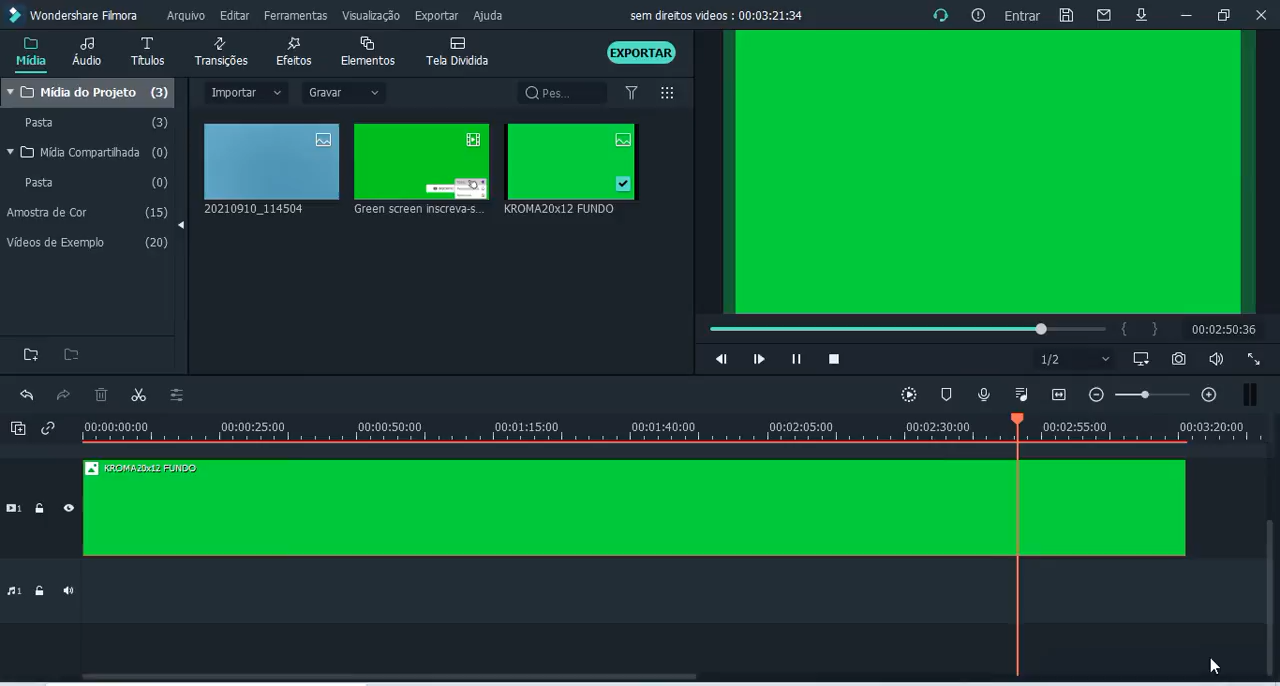 Wondershare Filmora Arquivo Editar Ferramentas Visualização Exportar Ajuda sem direitos videos : 00:03:21:34 Entrar
Mídia Áudio Títulos Transições Efeitos Elementos Tela Dividida EXPORTAR
Mídia do Projeto (3)
Pasta (3)
Mídia Compartilhada (0)
Pasta (0)
Amostra de Cor (15)
Vídeos de Exemplo (20)
Importar Gravar Pes...
20210910_114504 Green screen inscreva-s... KROMA20x12 FUNDO
00:02:50:36
1/2
00:00:00:00 00:00:25:00 00:00:50:00 00:01:15:00 00:01:40:00 00:02:05:00 00:02:30:00 00:02:55:00 00:03:20:00
KROMA20x12 FUNDO
1
1